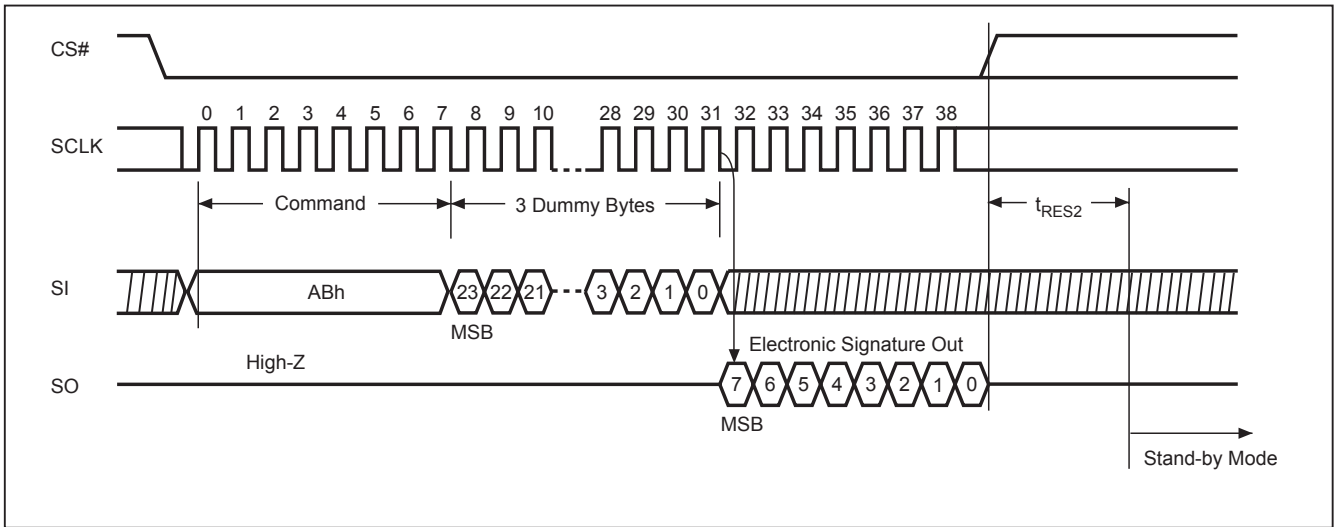 CS#
0 1 2 3 4 5 6 7 8 9 10 28 29 30 31 32 33 34 35 36 37 38
SCLK
Command 3 Dummy Bytes tRES2
SI ABh 23 22 21 3 2 1 0
MSB
High-Z Electronic Signature Out
SO 7 6 5 4 3 2 1 0
MSB
Stand-by Mode